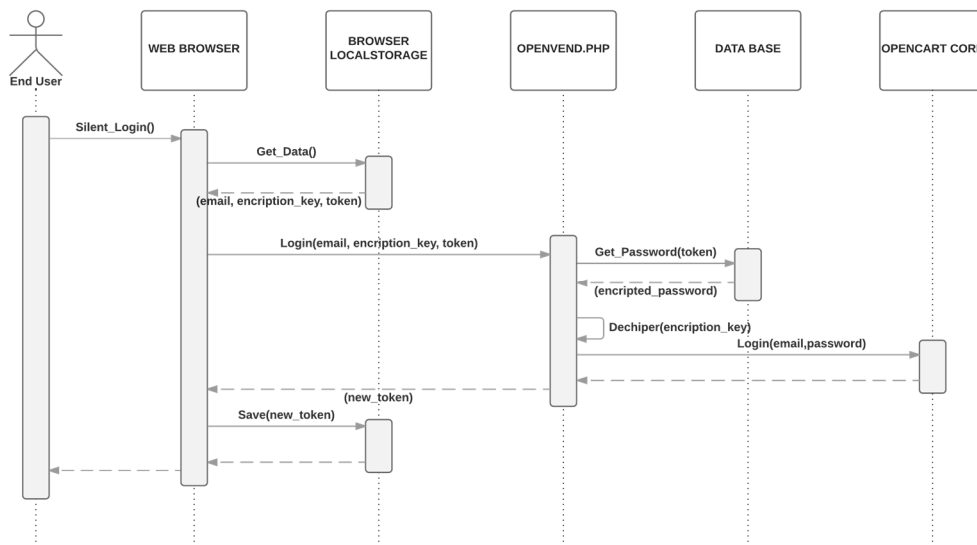 WEB BROWSER
BROWSER
LOCALSTORAGE
OPENVEND.PHP
DATA BASE
OPENCART COR
End User
Silent_Login()
Get_Data()
(email, encription_key, token)
Login(email, encription_key, token)
Get_Password(token)
(encripted_password)
Dechiper(encription_key)
Login(email,password)
(new_token)
Save(new_token)